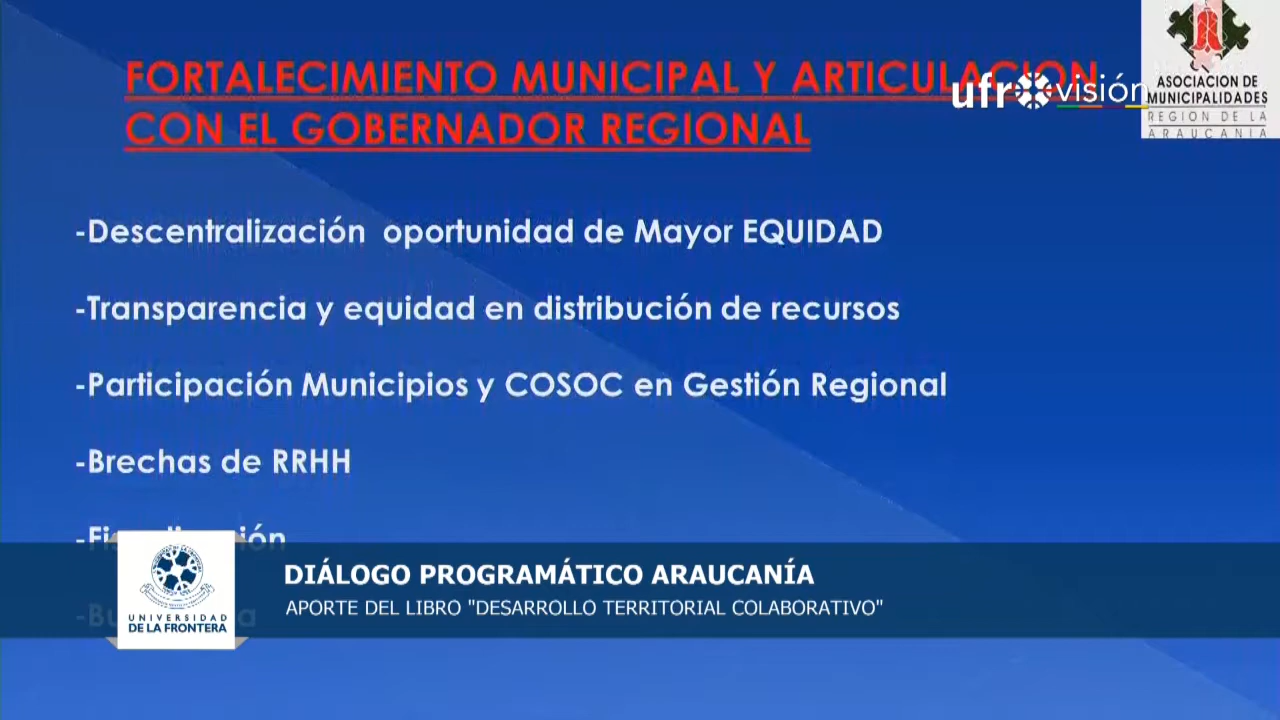 FORTALECIMIENTO MUNICIPAL Y ARTICULACION
CON EL GOBERNADOR REGIONAL
ufro visión
ASOCIACION DE
MUNICIPALIDADES
REGION DE LA
ARAUCANIA
-Descentralización oportunidad de Mayor EQUIDAD
-Transparencia y equidad en distribución de recursos
-Participación Municipios y COSOC en Gestión Regional
-Brechas de RRHH
DIÁLOGO PROGRAMÁTICO ARAUCANÍA
APORTE DEL LIBRO "DESARROLLO TERRITORIAL COLABORATIVO"
UNIVERSIDAD
DE LA FRONTERA